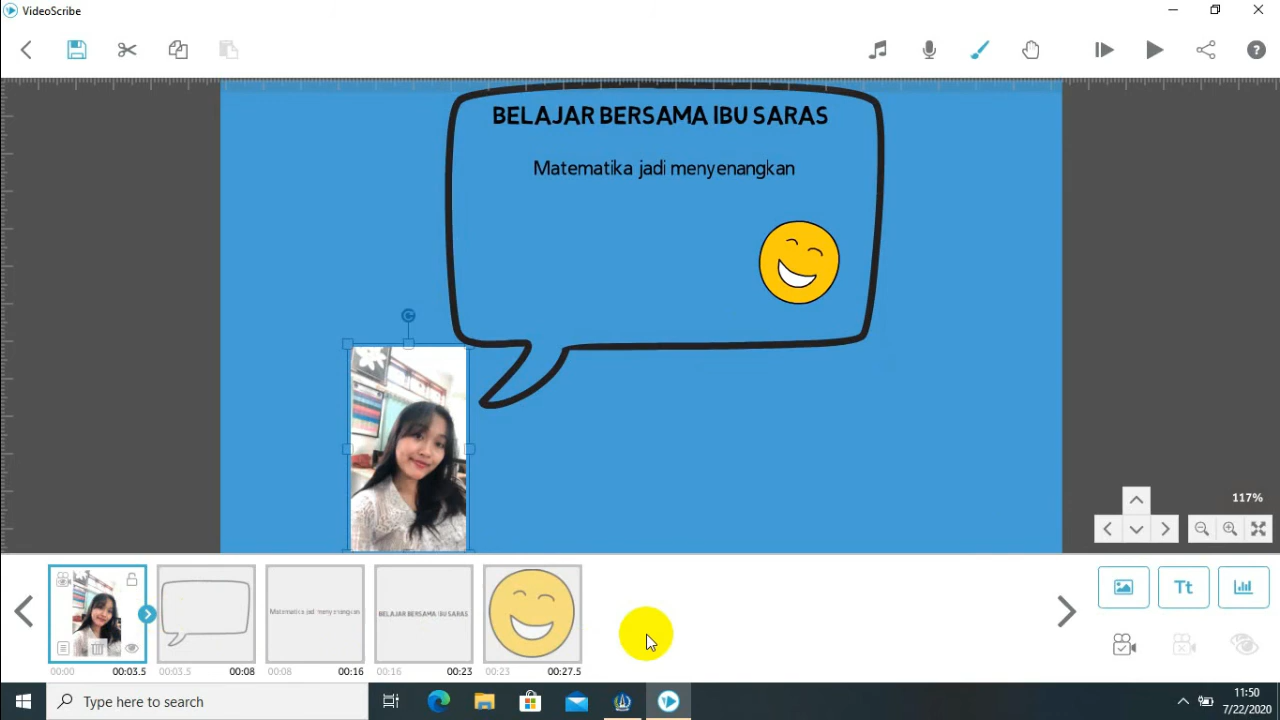 VideoScribe
BELAJAR BERSAMA IBU SARAS
Matematika jadi menyenangkan
117%
Matematika jadi menyenangkan
BELAJAR BERSAMA IBU SARAS
Tt
00:00 00:03.5 00:03.5 00:08 00:08 00:16 00:16 00:23 00:23 00:27.5
Type here to search
11:50
7/22/2020